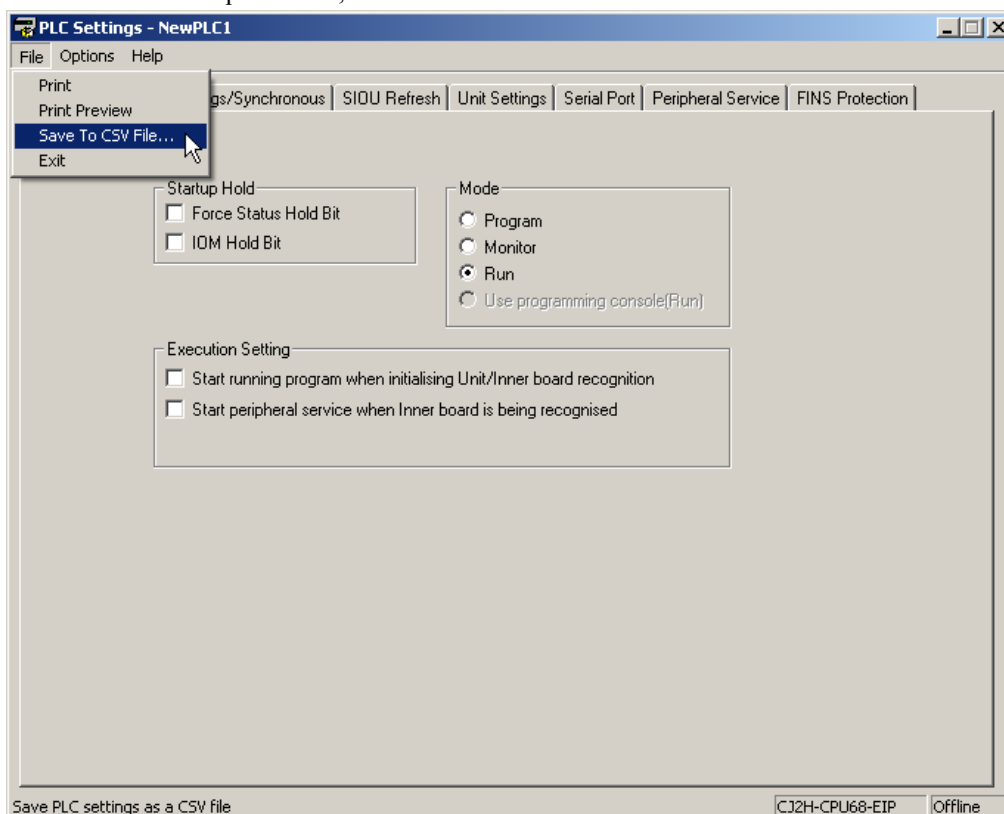 PLC Settings - NewPLC1
File Options Help
Print
Print Preview
Save To CSV File...
Exit
gs/Synchronous SIOU Refresh Unit Settings Serial Port Peripheral Service FINS Protection
Startup Hold
Force Status Hold Bit
IOM Hold Bit
Mode
Program
Monitor
Run
Use programming console(Run)
Execution Setting
Start running program when initialising Unit/Inner board recognition
Start peripheral service when Inner board is being recognised
Save PLC settings as a CSV file CJ2H-CPU68-EIP Offline